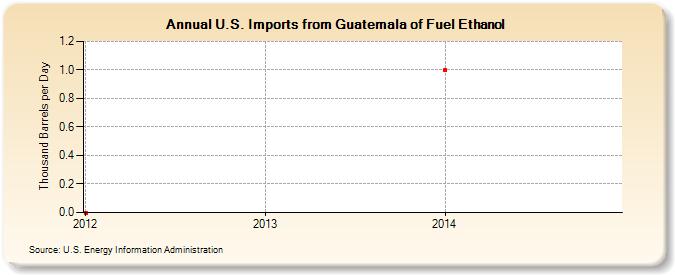 Annual U.S. Imports from Guatemala of Fuel Ethanol
Thousand Barrels per Day
1.2
1.0
0.8
0.6
0.4
0.2
0.0
2012 2013 2014
Source: U.S. Energy Information Administration